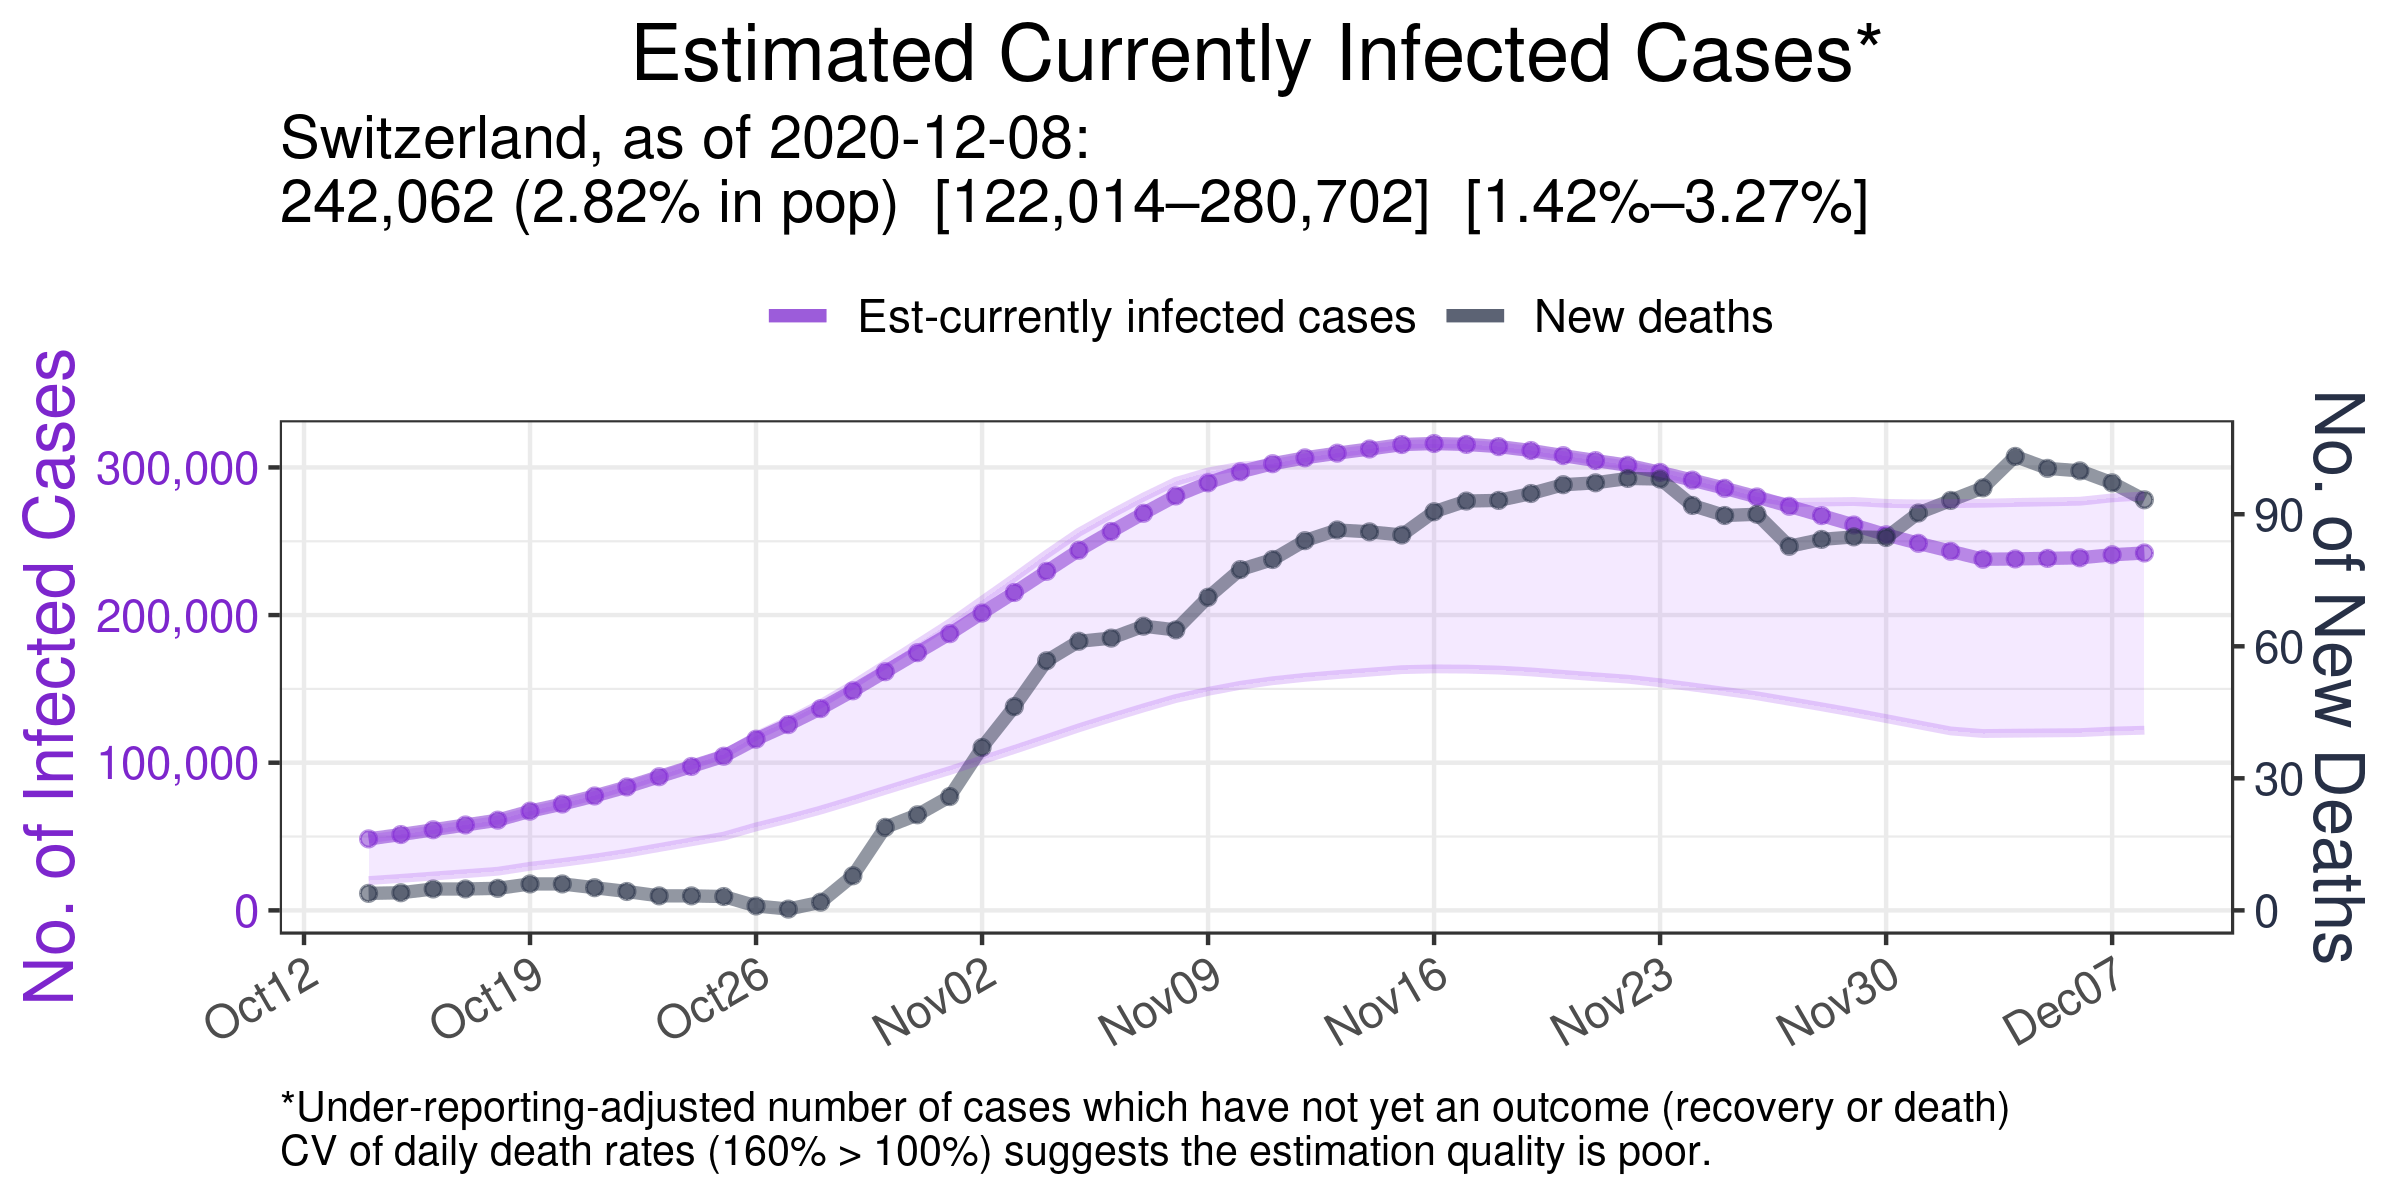 Estimated Currently Infected Cases*
Switzerland, as of 2020-12-08:
242,062 (2.82% in pop)  [122,014–280,702]  [1.42%–3.27%]
Est-currently infected cases
New deaths
No. of Infected Cases
300,000
200,000
100,000
0
90
60
30
0
No. of New Deaths
Oct12
Oct19
Oct26
Nov02
Nov09
Nov16
Nov23
Nov30
Dec07
*Under-reporting-adjusted number of cases which have not yet an outcome (recovery or death)
CV of daily death rates (160% > 100%) suggests the estimation quality is poor.